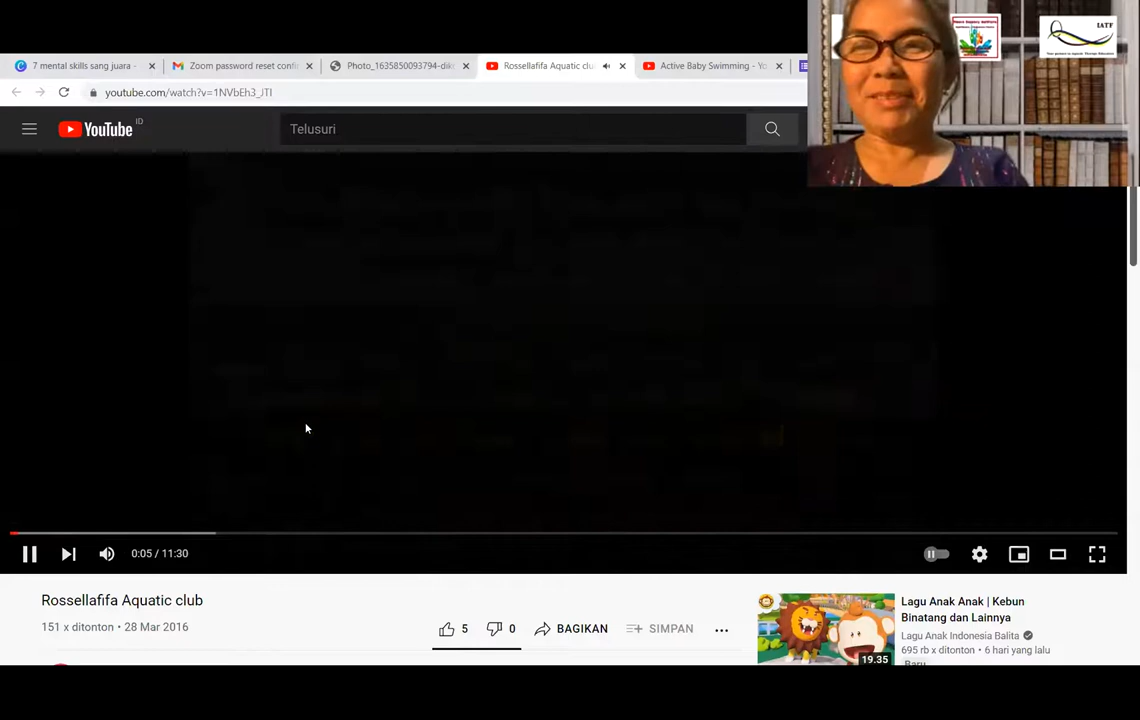 7 mental skills sang juara -
Zoom password reset confi
Photo_1635850093794-dik
Rossellafifa Aquatic clu
Active Baby Swimming - Yo
youtube.com/watch?v=1NVbEh3_iTI
YouTube ID
Telusuri
IATF
0:05 / 11:30
Rossellafifa Aquatic club
151 x ditonton • 28 Mar 2016
5
0
BAGIKAN
SIMPAN
19.35
Lagu Anak Anak | Kebun
Binatang dan Lainnya
Lagu Anak Indonesia Balita
695 rb x ditonton • 6 hari yang lalu
Baru